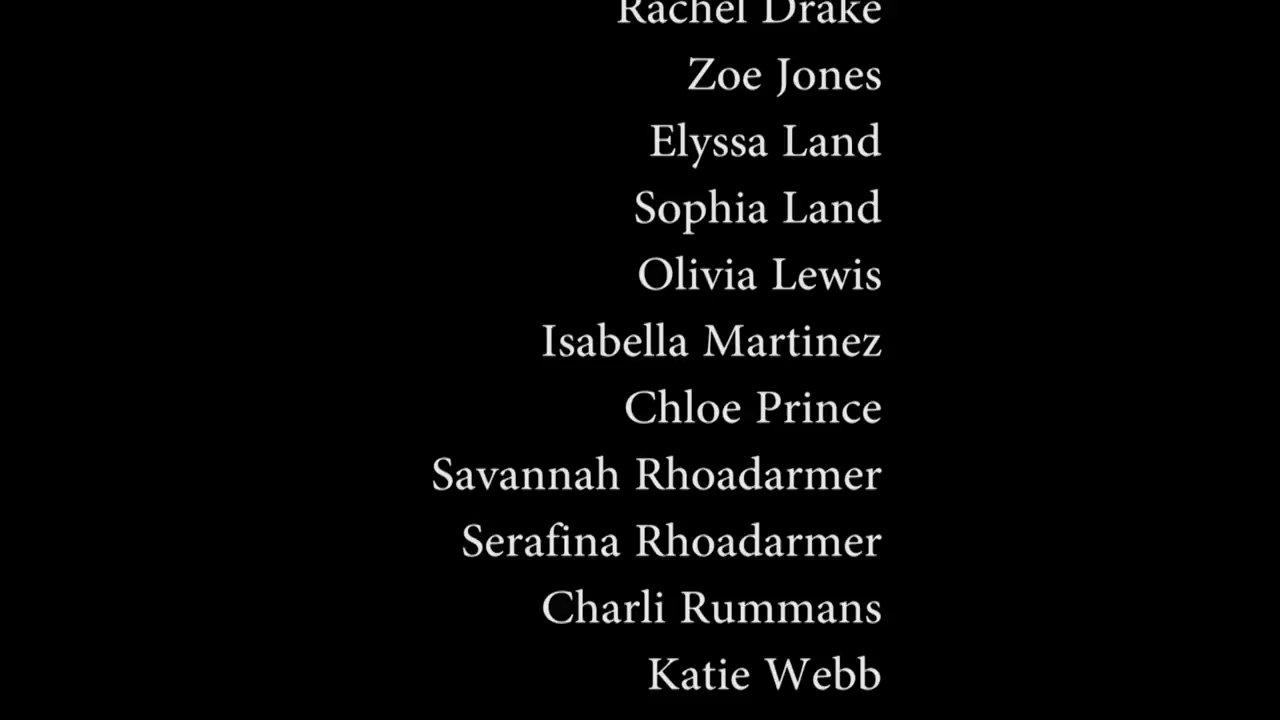 Rachel Drake
Zoe Jones
Elyssa Land
Sophia Land
Olivia Lewis
Isabella Martinez
Chloe Prince
Savannah Rhoadarmer
Serafina Rhoadarmer
Charli Rummans
Katie Webb